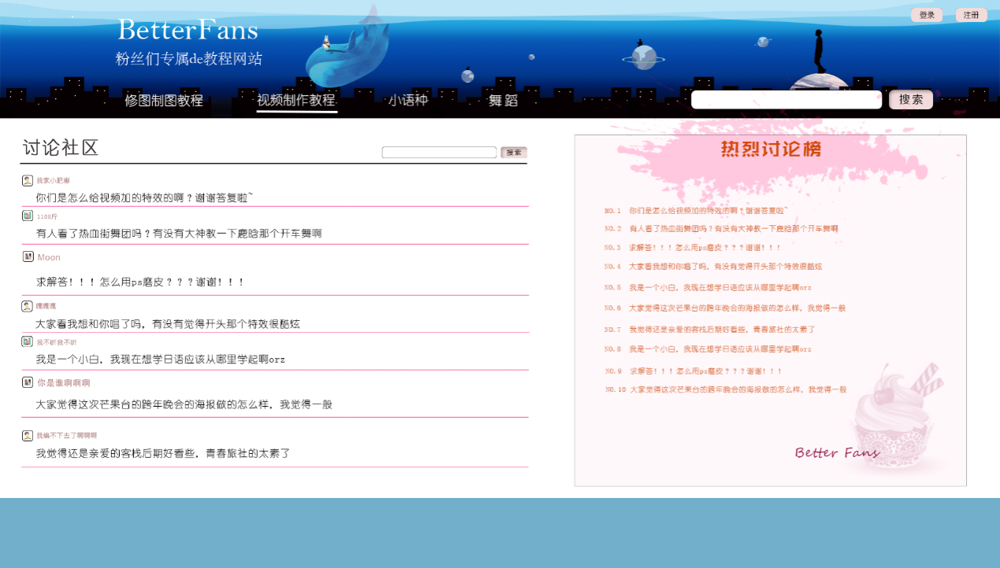 登录 注册
BetterFans
粉丝们专属de教程网站
修图制图教程 视频制作教程 小语种 舞蹈 搜索
讨论社区
搜索
我家小肥崽
你们是怎么给视频加的特效的啊？谢谢答复啦~
1108斤
有人看了热血街舞团吗？有没有大神教一下鹿晗那个开车舞啊
Moon
求解答！！！怎么用ps磨皮？？？谢谢！！！
嘎嘎嘎
大家看我想和你唱了吗，有没有觉得开头那个特效很酷炫
我不听我不听
我是一个小白，我现在想学日语应该从哪里学起啊orz
你是谁啊啊啊
大家觉得这次芒果台的跨年晚会的海报做的怎么样，我觉得一般
我编不下去了啊啊啊
我觉得还是亲爱的客栈后期好看些，青春旅社的太素了
热烈讨论榜
NO.1 你们是怎么给视频加的特效的啊？谢谢答复啦~
NO.2 有人看了热血街舞团吗？有没有大神教一下鹿晗那个开车舞啊
NO.3 求解答！！！怎么用ps磨皮？？？谢谢！！！
NO.4 大家看我想和你唱了吗，有没有觉得开头那个特效很酷炫
NO.5 我是一个小白，我现在想学日语应该从哪里学起啊orz
NO.6 大家觉得这次芒果台的跨年晚会的海报做的怎么样，我觉得一般
NO.7 我觉得还是亲爱的客栈后期好看些，青春旅社的太素了
NO.8 我是一个小白，我现在想学日语应该从哪里学起啊orz
NO.9 求解答！！！怎么用ps磨皮？？？谢谢！！！
NO.10 大家觉得这次芒果台的跨年晚会的海报做的怎么样，我觉得一般
Better Fans